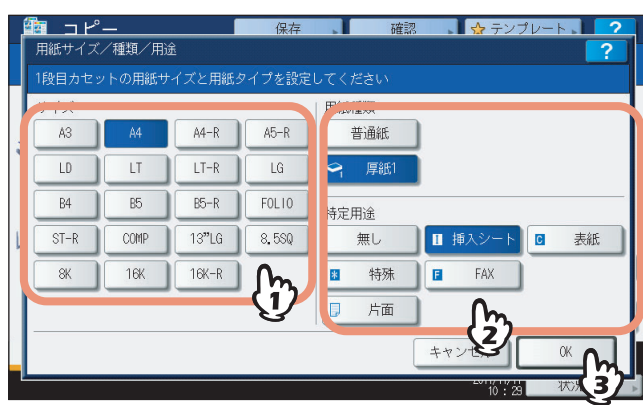 コピー 保存 確認 テンプレート ?
用紙サイズ/種類/用途 ?
1段目カセットの用紙サイズと用紙タイプを設定してください
サイズ 用紙種類
A3 A4 A4-R A5-R 普通紙
LD LT LT-R LG 1 厚紙1
B4 B5 B5-R FOLIO
特定用途
ST-R COMP 13"LG 8.5SQ 無し I 挿入シート C 表紙
8K 16K 16K-R 特殊 F FAX
1
片面
2
キャンセル OK
3
10:29 状況